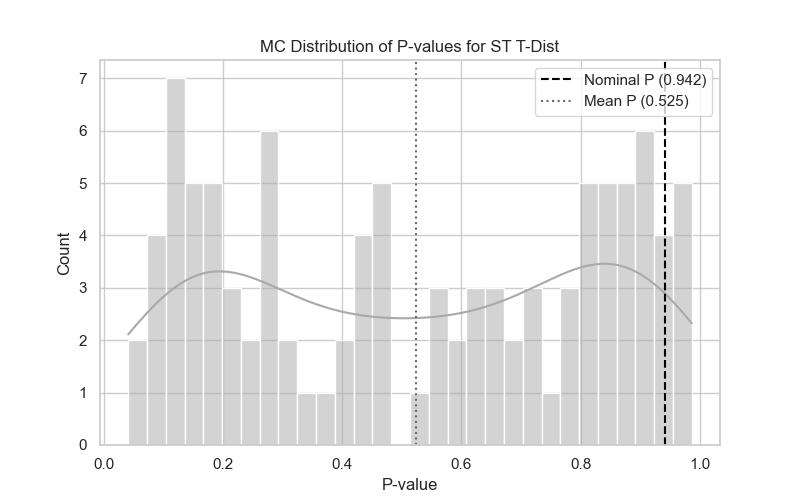 MC Distribution of P-values for ST T-Dist
Nominal P (0.942)
Mean P (0.525)
Count
7
6
5
4
3
2
1
0
0.0 0.2 0.4 0.6 0.8 1.0
P-value